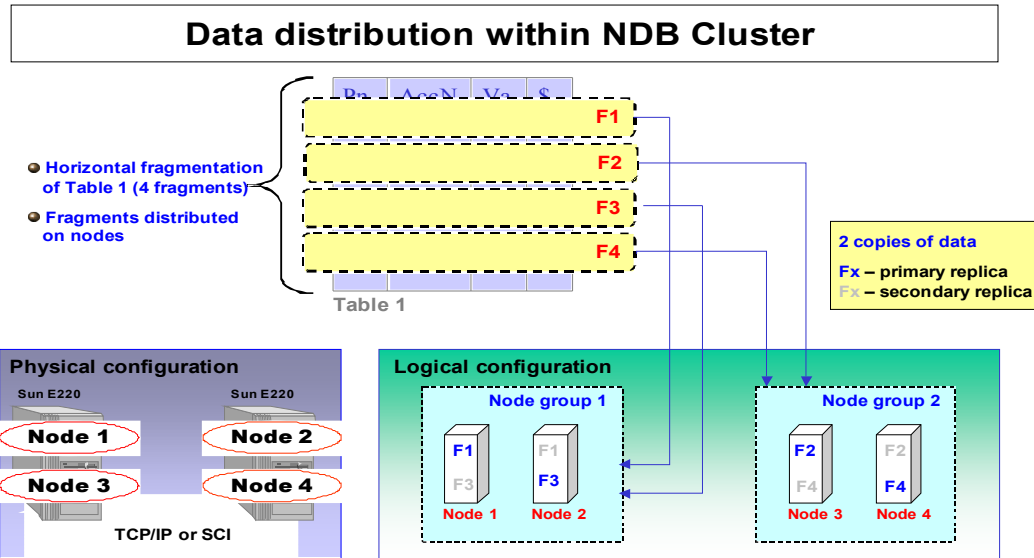 Data distribution within NDB Cluster
F1
F2
F3
F4
Horizontal fragmentation
of Table 1 (4 fragments)
Fragments distributed
on nodes
Table 1
2 copies of data
Fx – primary replica
Fx – secondary replica
Physical configuration
Sun E220
Sun E220
Node 1
Node 2
Node 3
Node 4
TCP/IP or SCI
Logical configuration
Node group 1
F1
F3
Node 1
F1
F3
Node 2
Node group 2
F2
F4
Node 3
F2
F4
Node 4